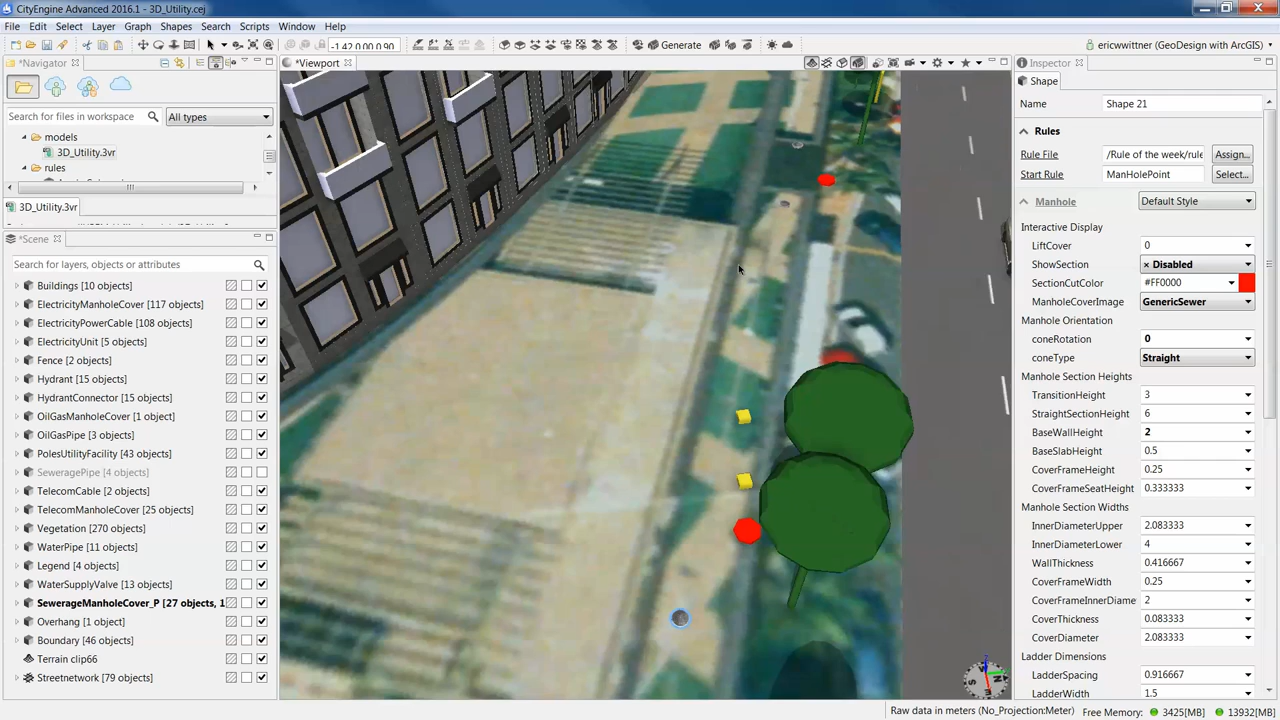 CityEngine Advanced 2016.1 - 3D_Utility.cej
File Edit Select Layer Graph Shapes Search Scripts Window Help
-1.42 0.00 0.90
Generate
ericwittner (GeoDesign with ArcGIS)
*Navigator
Search for files in workspace
All types
models
3D_Utility.3vr
rules
3D_Utility.3vr
*Scene
Search for layers, objects or attributes
Buildings [10 objects]
ElectricityManholeCover [117 objects]
ElectricityPowerCable [108 objects]
ElectricityUnit [5 objects]
Fence [2 objects]
Hydrant [15 objects]
HydrantConnector [15 objects]
OilGasManholeCover [1 object]
OilGasPipe [3 objects]
PolesUtilityFacility [43 objects]
SeweragePipe [4 objects]
TelecomCable [2 objects]
TelecomManholeCover [25 objects]
Vegetation [270 objects]
WaterPipe [11 objects]
Legend [4 objects]
WaterSupplyValve [13 objects]
SewerageManholeCover_P [27 objects, 1
Overhang [1 object]
Boundary [46 objects]
Terrain clip66
Streetnetwork [79 objects]
*Viewport
Inspector
Shape
Name Shape 21
Rules
Rule File /Rule of the week/rule Assign...
Start Rule ManHolePoint Select...
Manhole Default Style
Interactive Display
LiftCover 0
ShowSection × Disabled
SectionCutColor #FF0000
ManholeCoverImage GenericSewer
Manhole Orientation
coneRotation 0
coneType Straight
Manhole Section Heights
TransitionHeight 3
StraightSectionHeight 6
BaseWallHeight 2
BaseSlabHeight 0.5
CoverFrameHeight 0.25
CoverFrameSeatHeight 0.333333
Manhole Section Widths
InnerDiameterUpper 2.083333
InnerDiameterLower 4
WallThickness 0.416667
CoverFrameWidth 0.25
CoverFrameInnerDiame 2
CoverThickness 0.083333
CoverDiameter 2.083333
Ladder Dimensions
LadderSpacing 0.916667
LadderWidth 1.5
Raw data in meters (No_Projection:Meter) Free Memory: 3425[MB] 13932[MB]